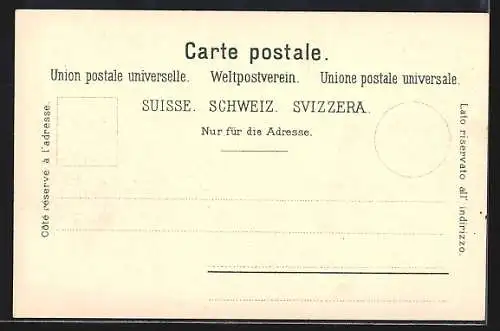 Carte postale.
Union postale universelle. Weltpostverein. Unione postale universale.
SUISSE. SCHWEIZ. SVIZZERA.
Nur für die Adresse.
Côté réservé à l'adresse.
Lato riservato all' indirizzo.